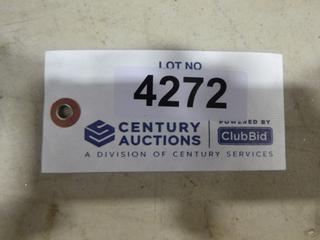 LOT NO
4272
CENTURY
AUCTIONS
POWERED BY
ClubBid
A DIVISION OF CENTURY SERVICES